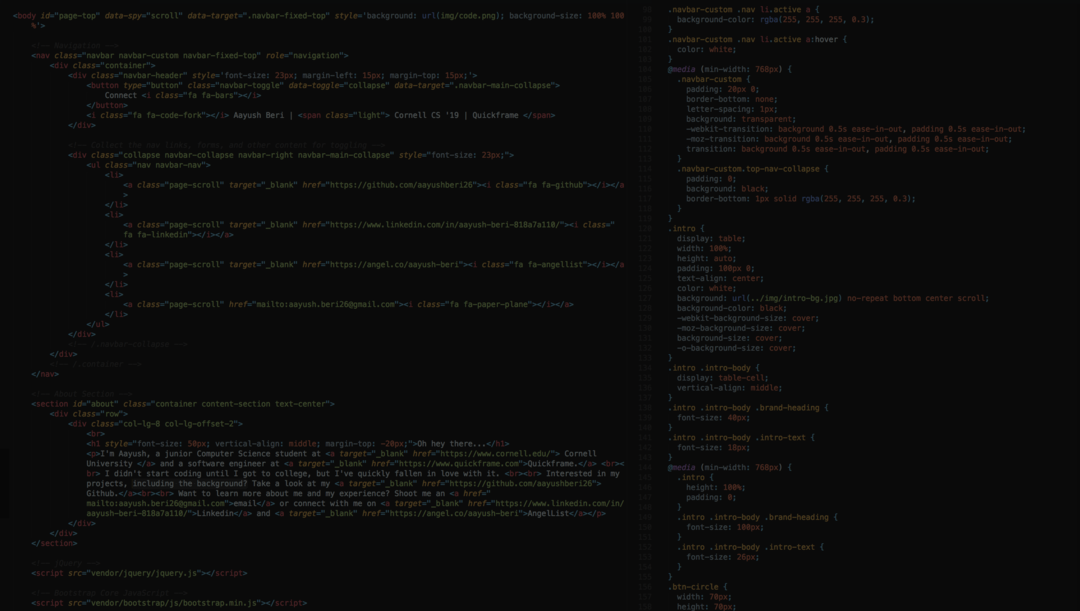 <body id="page-top" data-spy="scroll" data-target=".navbar-fixed-top" style='background: url(img/code.png); background-size: 100% 100
%'>
<!-- Navigation -->
<nav class="navbar navbar-custom navbar-fixed-top" role="navigation">
<div class="container">
<div class="navbar-header" style='font-size: 23px; margin-left: 15px; margin-top: 15px;'>
<button type="button" class="navbar-toggle" data-toggle="collapse" data-target=".navbar-main-collapse">
Connect <i class="fa fa-bars"></i>
</button>
<i class="fa fa-code-fork"></i> Aayush Beri | <span class="light"> Cornell CS '19 | Quickframe </span>
</div>
<!-- Collect the nav links, forms, and other content for toggling -->
<div class="collapse navbar-collapse navbar-right navbar-main-collapse" style="font-size: 23px;">
<ul class="nav navbar-nav">
<li>
<a class="page-scroll" target="_blank" href="https://github.com/aayushberi26"><i class="fa fa-github"></i></a
>
</li>
<li>
<a class="page-scroll" target="_blank" href="https://www.linkedin.com/in/aayush-beri-818a7a110/"><i class="
fa fa-linkedin"></i></a>
</li>
<li>
<a class="page-scroll" target="_blank" href="https://angel.co/aayush-beri"><i class="fa fa-angellist"></i></a
>
</li>
<li>
<a class="page-scroll" href="mailto:aayush.beri26@gmail.com"><i class="fa fa-paper-plane"></i></a>
</li>
</ul>
</div>
<!-- /.navbar-collapse -->
</div>
<!-- /.container -->
</nav>
<!-- About Section -->
<section id="about" class="container content-section text-center">
<div class="row">
<div class="col-lg-8 col-lg-offset-2">
<br>
<h1 style="font-size: 50px; vertical-align: middle; margin-top: -20px;">Oh hey there...</h1>
<p>I'm Aayush, a junior Computer Science student at <a target="_blank" href="https://www.cornell.edu/"> Cornell
University </a> and a software engineer at <a target="_blank" href="https://www.quickframe.com">Quickframe.</a> <br><
br> I didn't start coding until I got to college, but I've quickly fallen in love with it. <br><br> Interested in my
projects, including the background? Take a look at my <a target="_blank" href="https://github.com/aayushberi26">
Github.</a><br><br> Want to learn more about me and my experience? Shoot me an <a href="
mailto:aayush.beri26@gmail.com">email</a> or connect with me on <a target="_blank" href="https://www.linkedin.com/in/
aayush-beri-818a7a110/">Linkedin</a> and <a target="_blank" href="https://angel.co/aayush-beri">AngelList</a></p>
</div>
</div>
</section>
<!-- jQuery -->
<script src="vendor/jquery/jquery.js"></script>
<!-- Bootstrap Core JavaScript -->
<script src="vendor/bootstrap/js/bootstrap.min.js"></script>
.navbar-custom .nav li.active a {
background-color: rgba(255, 255, 255, 0.3);
}
.navbar-custom .nav li.active a:hover {
color: white;
}
@media (min-width: 768px) {
.navbar-custom {
padding: 20px 0;
border-bottom: none;
letter-spacing: 1px;
background: transparent;
-webkit-transition: background 0.5s ease-in-out, padding 0.5s ease-in-out;
-moz-transition: background 0.5s ease-in-out, padding 0.5s ease-in-out;
transition: background 0.5s ease-in-out, padding 0.5s ease-in-out;
}
.navbar-custom.top-nav-collapse {
padding: 0;
background: black;
border-bottom: 1px solid rgba(255, 255, 255, 0.3);
}
}
.intro {
display: table;
width: 100%;
height: auto;
padding: 100px 0;
text-align: center;
color: white;
background: url(../img/intro-bg.jpg) no-repeat bottom center scroll;
background-color: black;
-webkit-background-size: cover;
-moz-background-size: cover;
background-size: cover;
-o-background-size: cover;
}
.intro .intro-body {
display: table-cell;
vertical-align: middle;
}
.intro .intro-body .brand-heading {
font-size: 40px;
}
.intro .intro-body .intro-text {
font-size: 18px;
}
@media (min-width: 768px) {
.intro {
height: 100%;
padding: 0;
}
.intro .intro-body .brand-heading {
font-size: 100px;
}
.intro .intro-body .intro-text {
font-size: 26px;
}
}
.btn-circle {
width: 70px;
height: 70px;